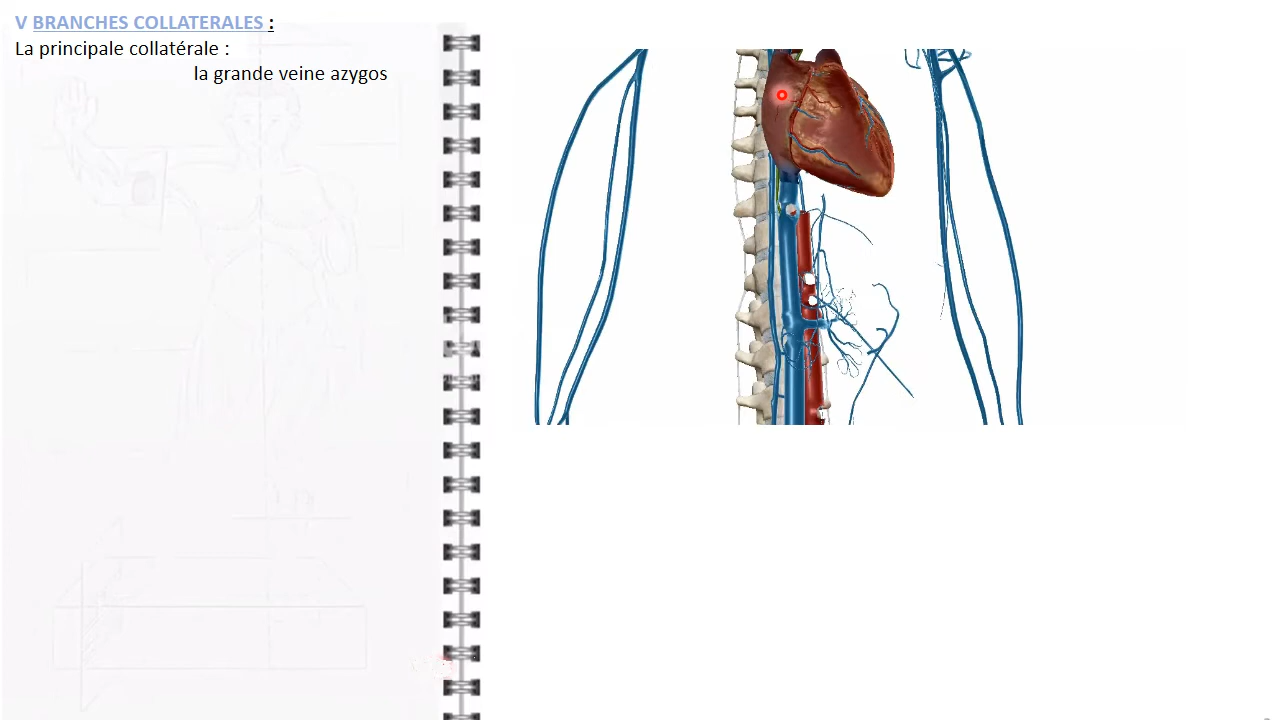 V BRANCHES COLLATERALES :
La principale collatérale :
la grande veine azygos